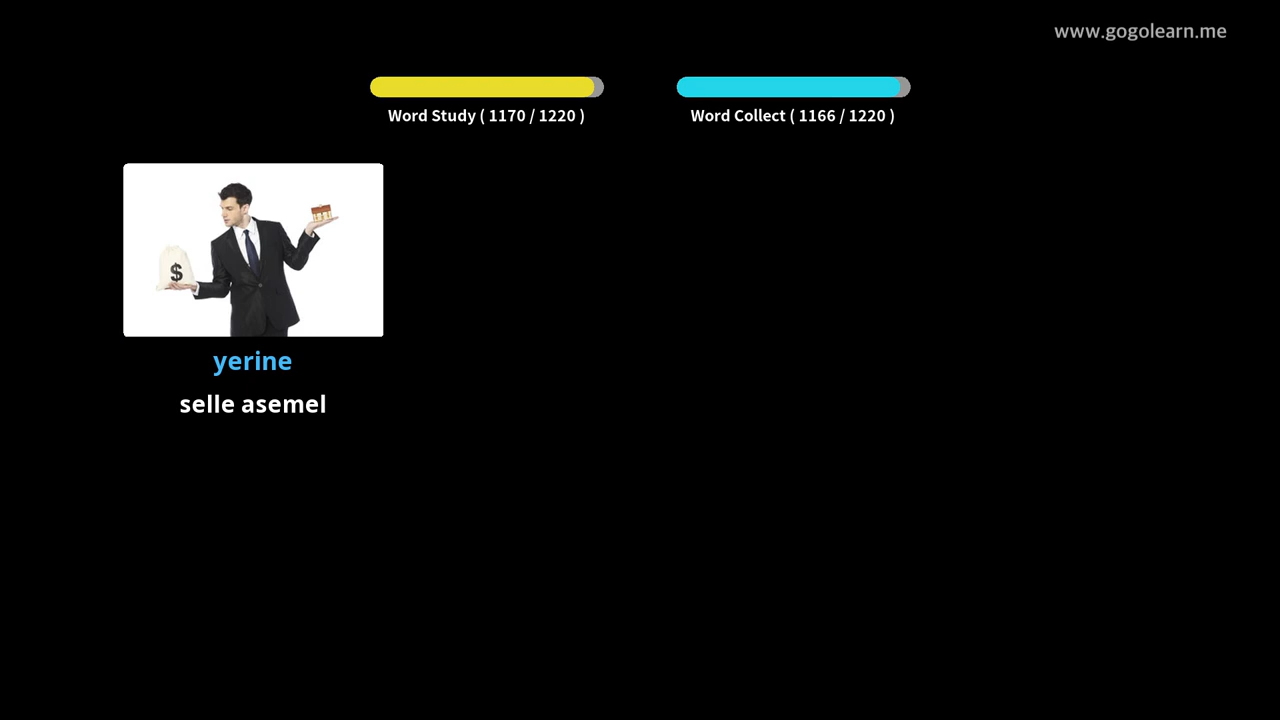 www.gogolearn.me
Word Study ( 1170 / 1220 )
Word Collect ( 1166 / 1220 )
$
yerine
selle asemel